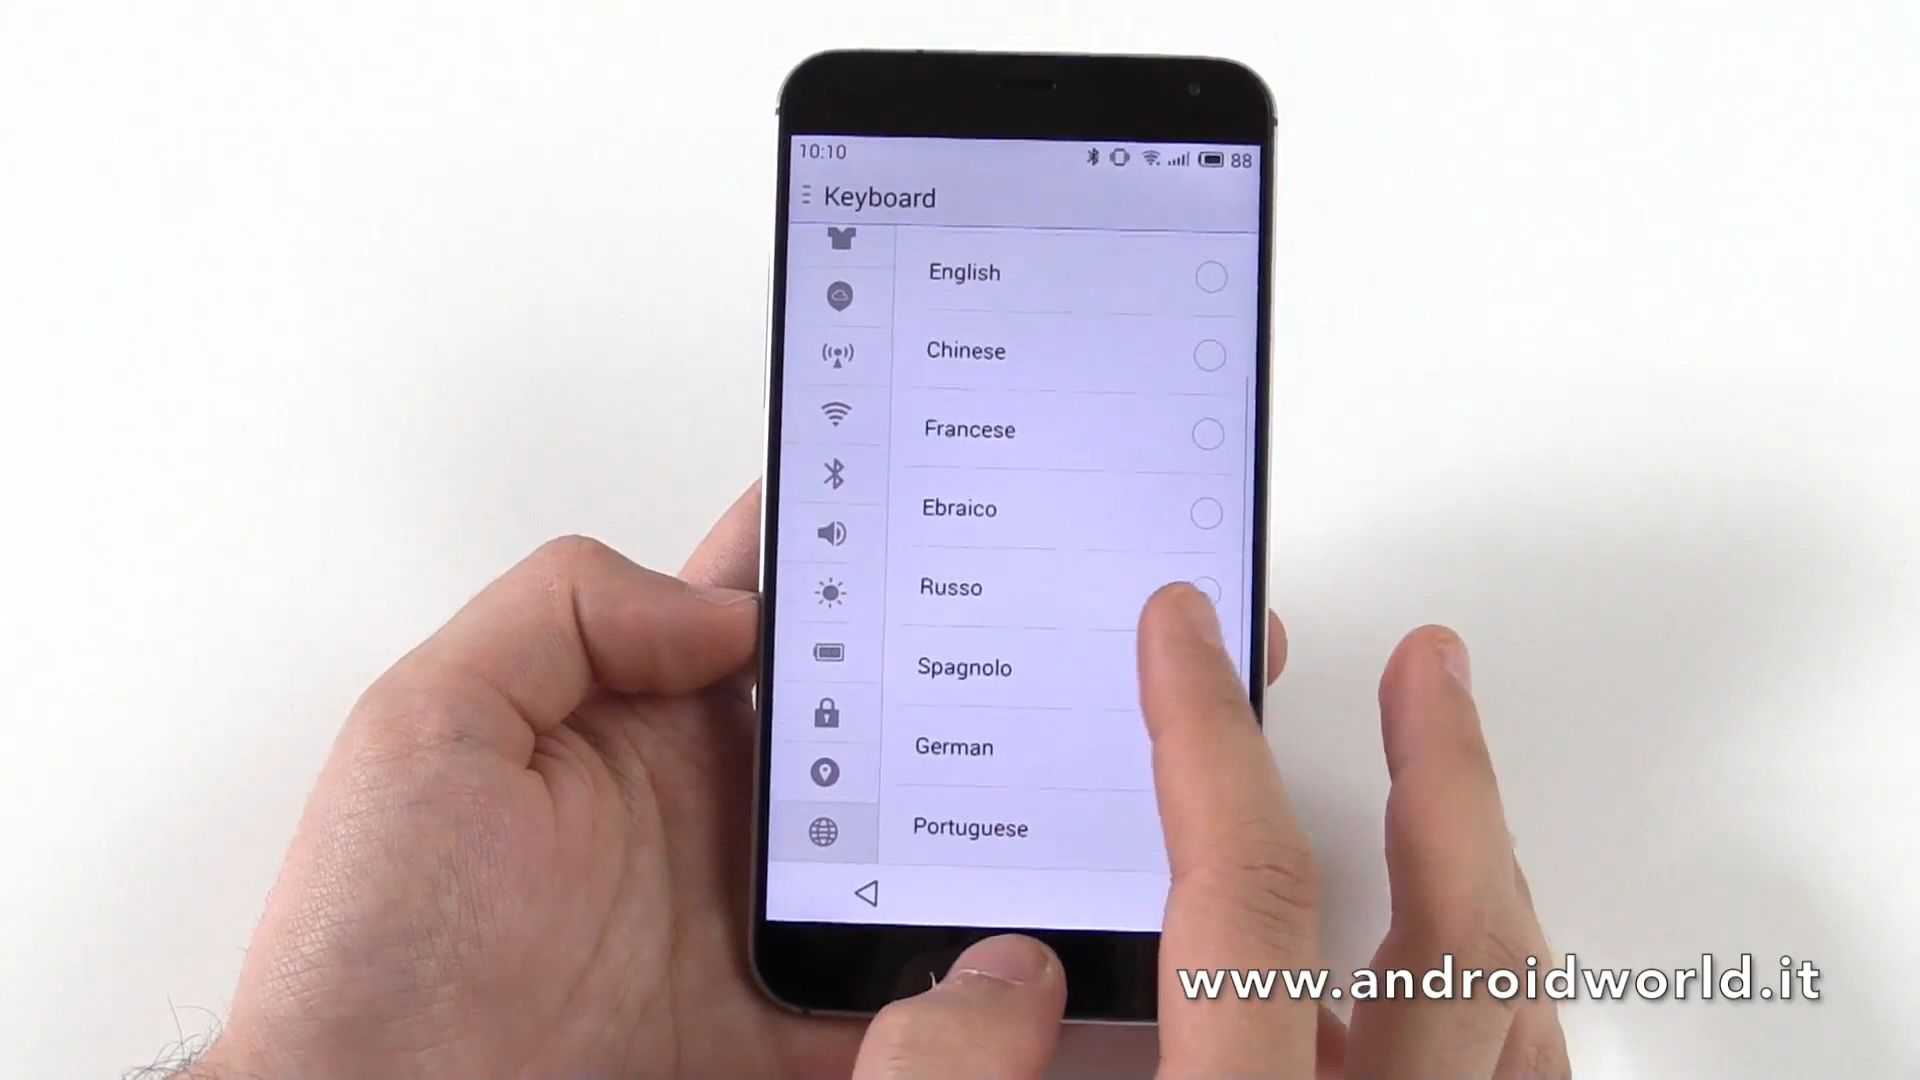 10:10
88
Keyboard
English
Chinese
Francese
Ebraico
Russo
Spagnolo
German
Portuguese
www.androidworld.it